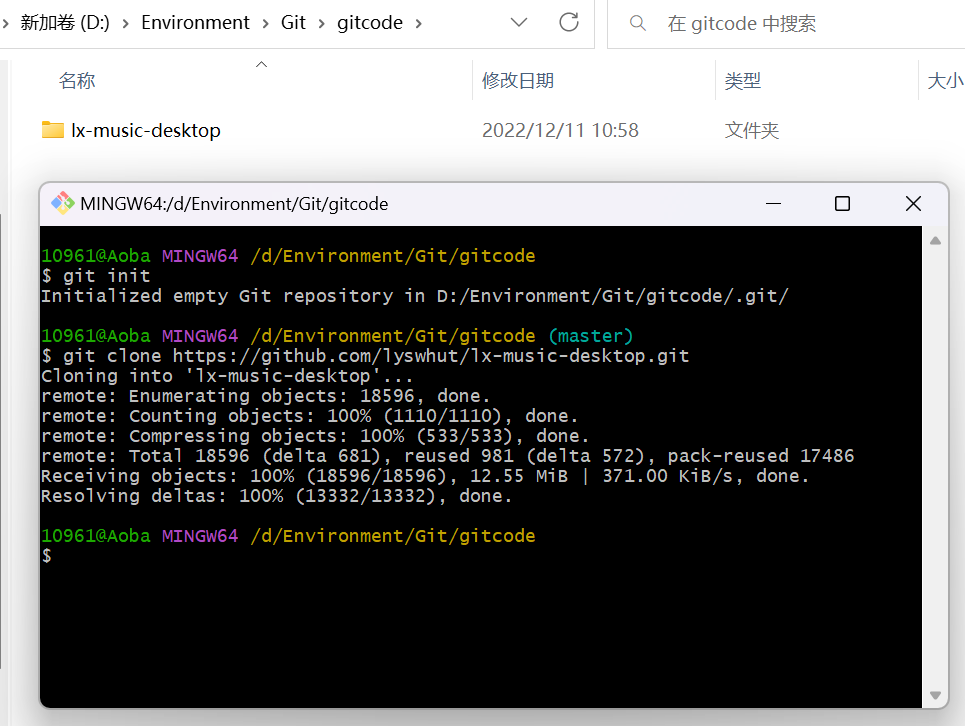 新加卷 (D:) › Environment › Git › gitcode ›
在 gitcode 中搜索
名称 修改日期 类型 大小
lx-music-desktop 2022/12/11 10:58 文件夹
MINGW64:/d/Environment/Git/gitcode
10961@Aoba MINGW64 /d/Environment/Git/gitcode
$ git init
Initialized empty Git repository in D:/Environment/Git/gitcode/.git/
10961@Aoba MINGW64 /d/Environment/Git/gitcode (master)
$ git clone https://github.com/lyswhut/lx-music-desktop.git
Cloning into 'lx-music-desktop'...
remote: Enumerating objects: 18596, done.
remote: Counting objects: 100% (1110/1110), done.
remote: Compressing objects: 100% (533/533), done.
remote: Total 18596 (delta 681), reused 981 (delta 572), pack-reused 17486
Receiving objects: 100% (18596/18596), 12.55 MiB | 371.00 KiB/s, done.
Resolving deltas: 100% (13332/13332), done.
10961@Aoba MINGW64 /d/Environment/Git/gitcode
$